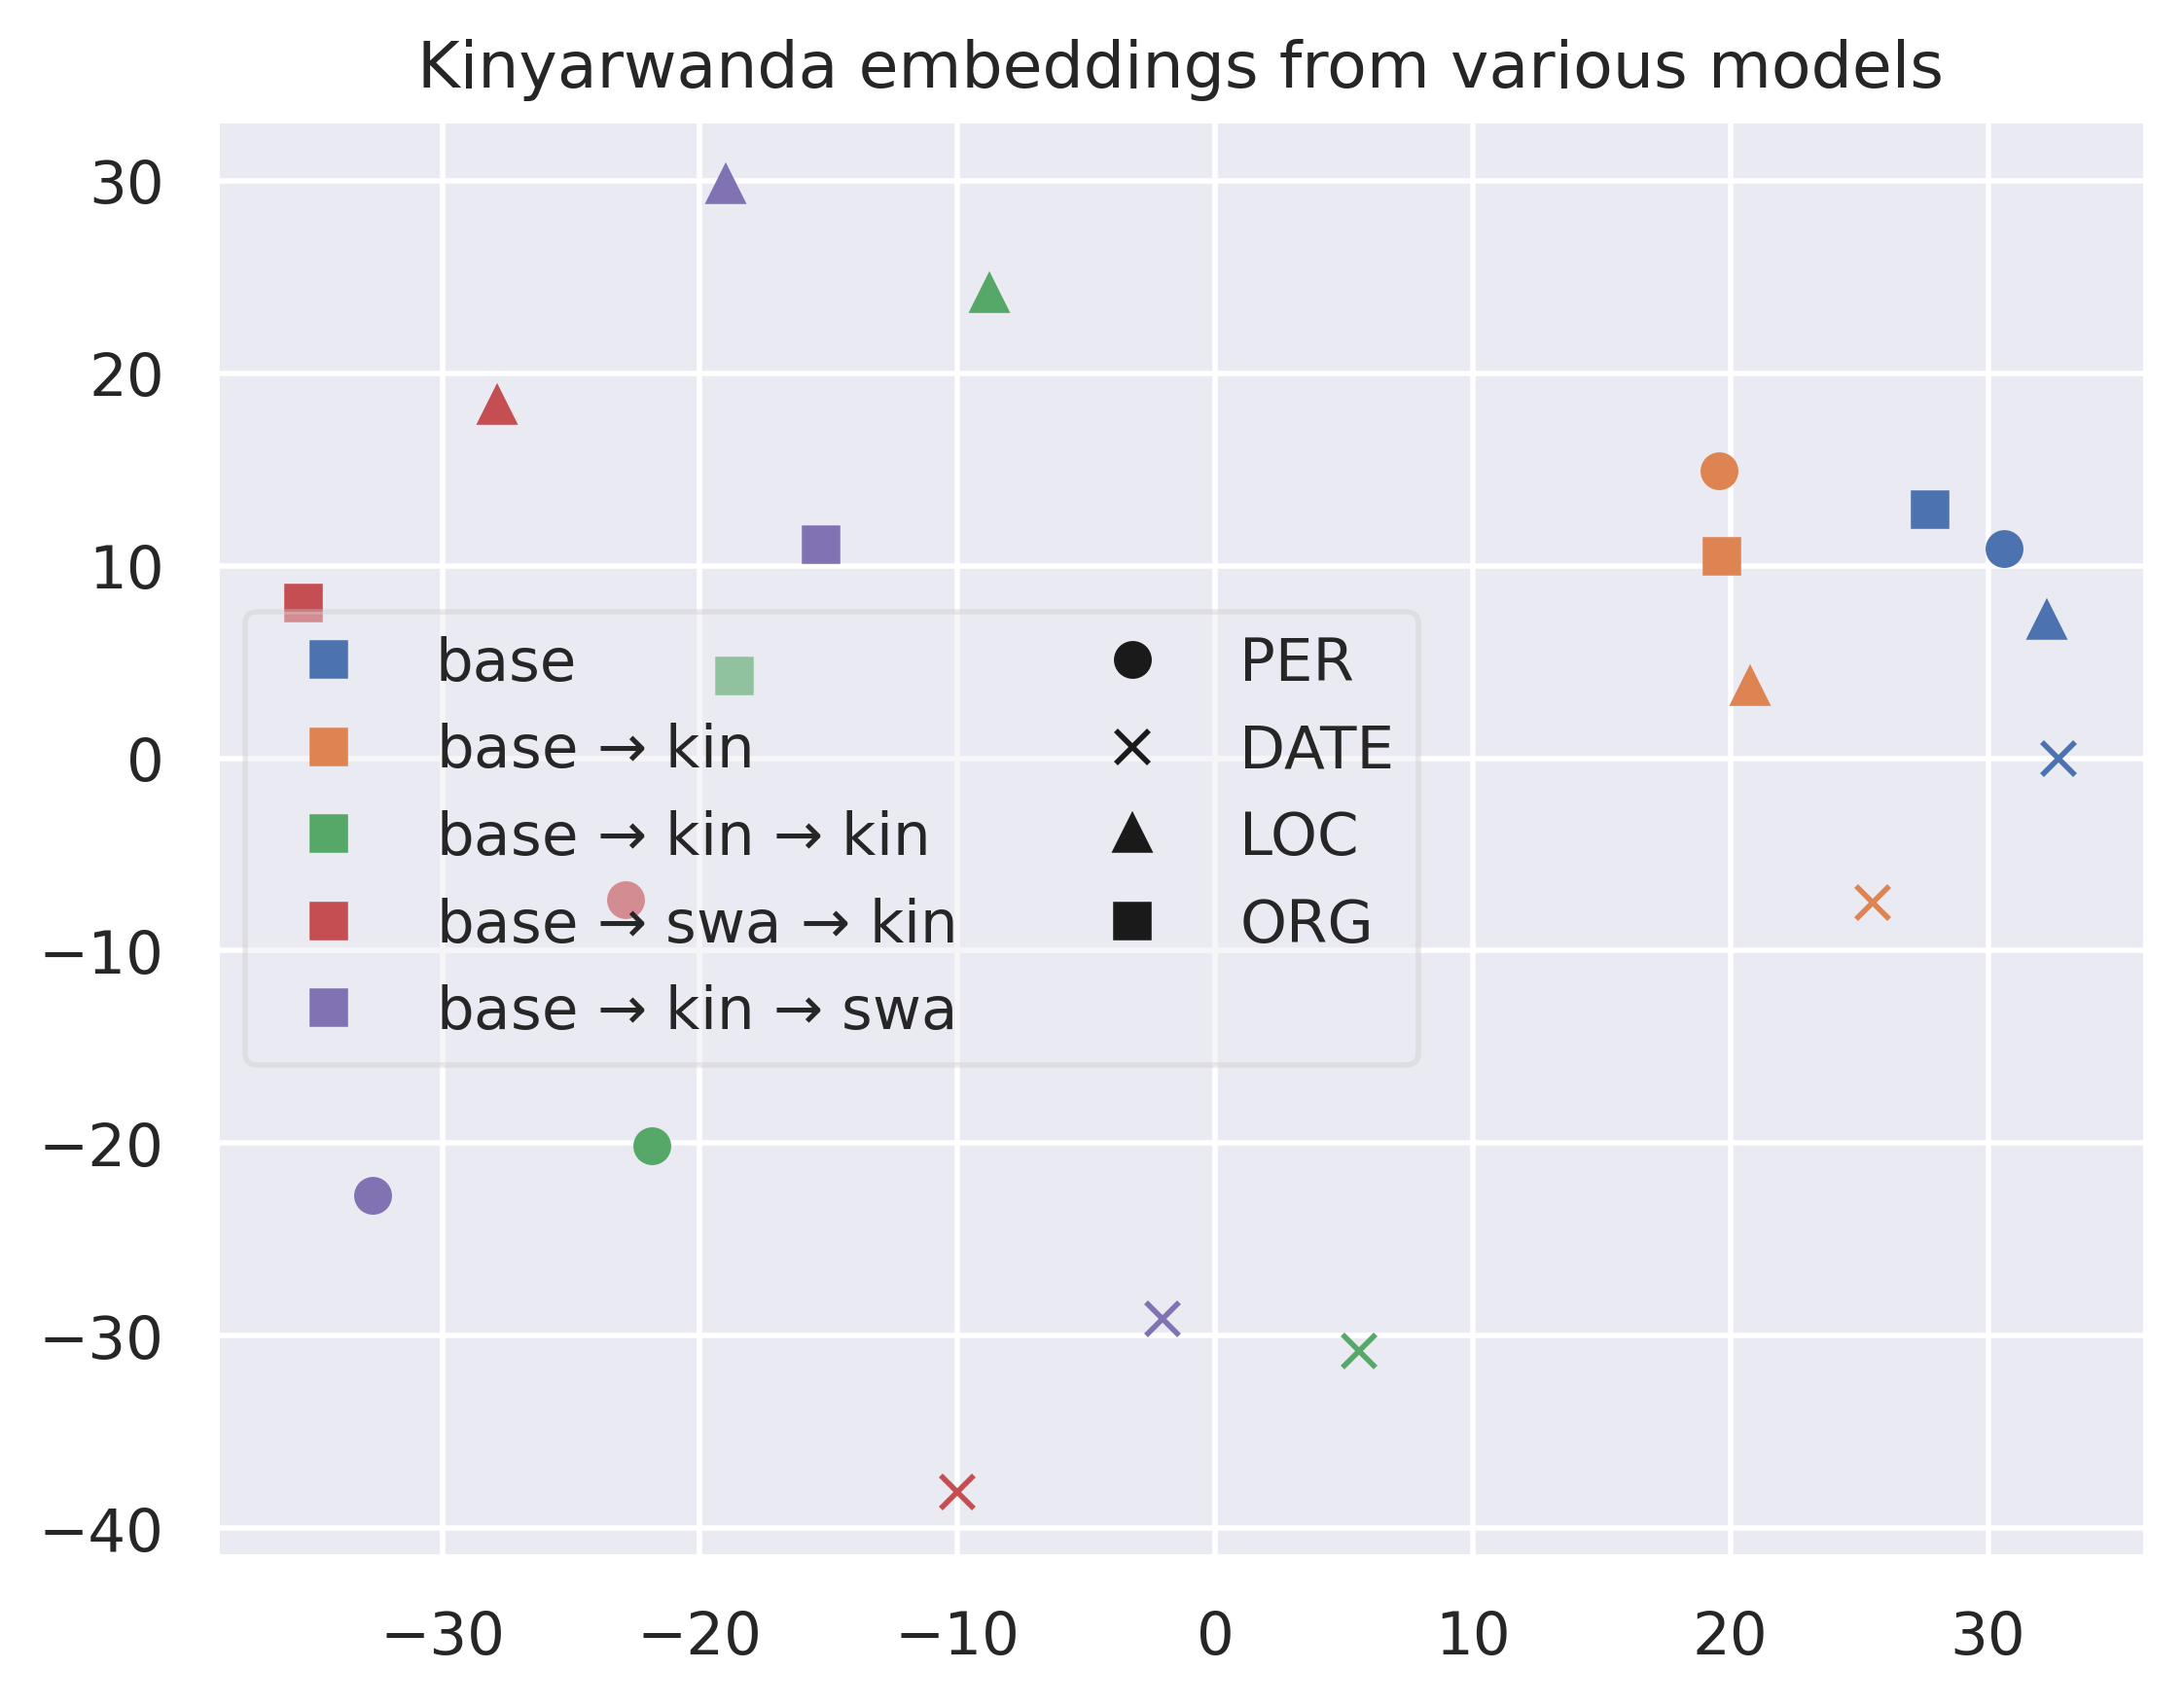 Kinyarwanda embeddings from various models
30
20
10
0
−10
−20
−30
−40
base
base → kin
base → kin → kin
base → swa → kin
base → kin → swa
PER
DATE
LOC
ORG
−30 −20 −10 0 10 20 30